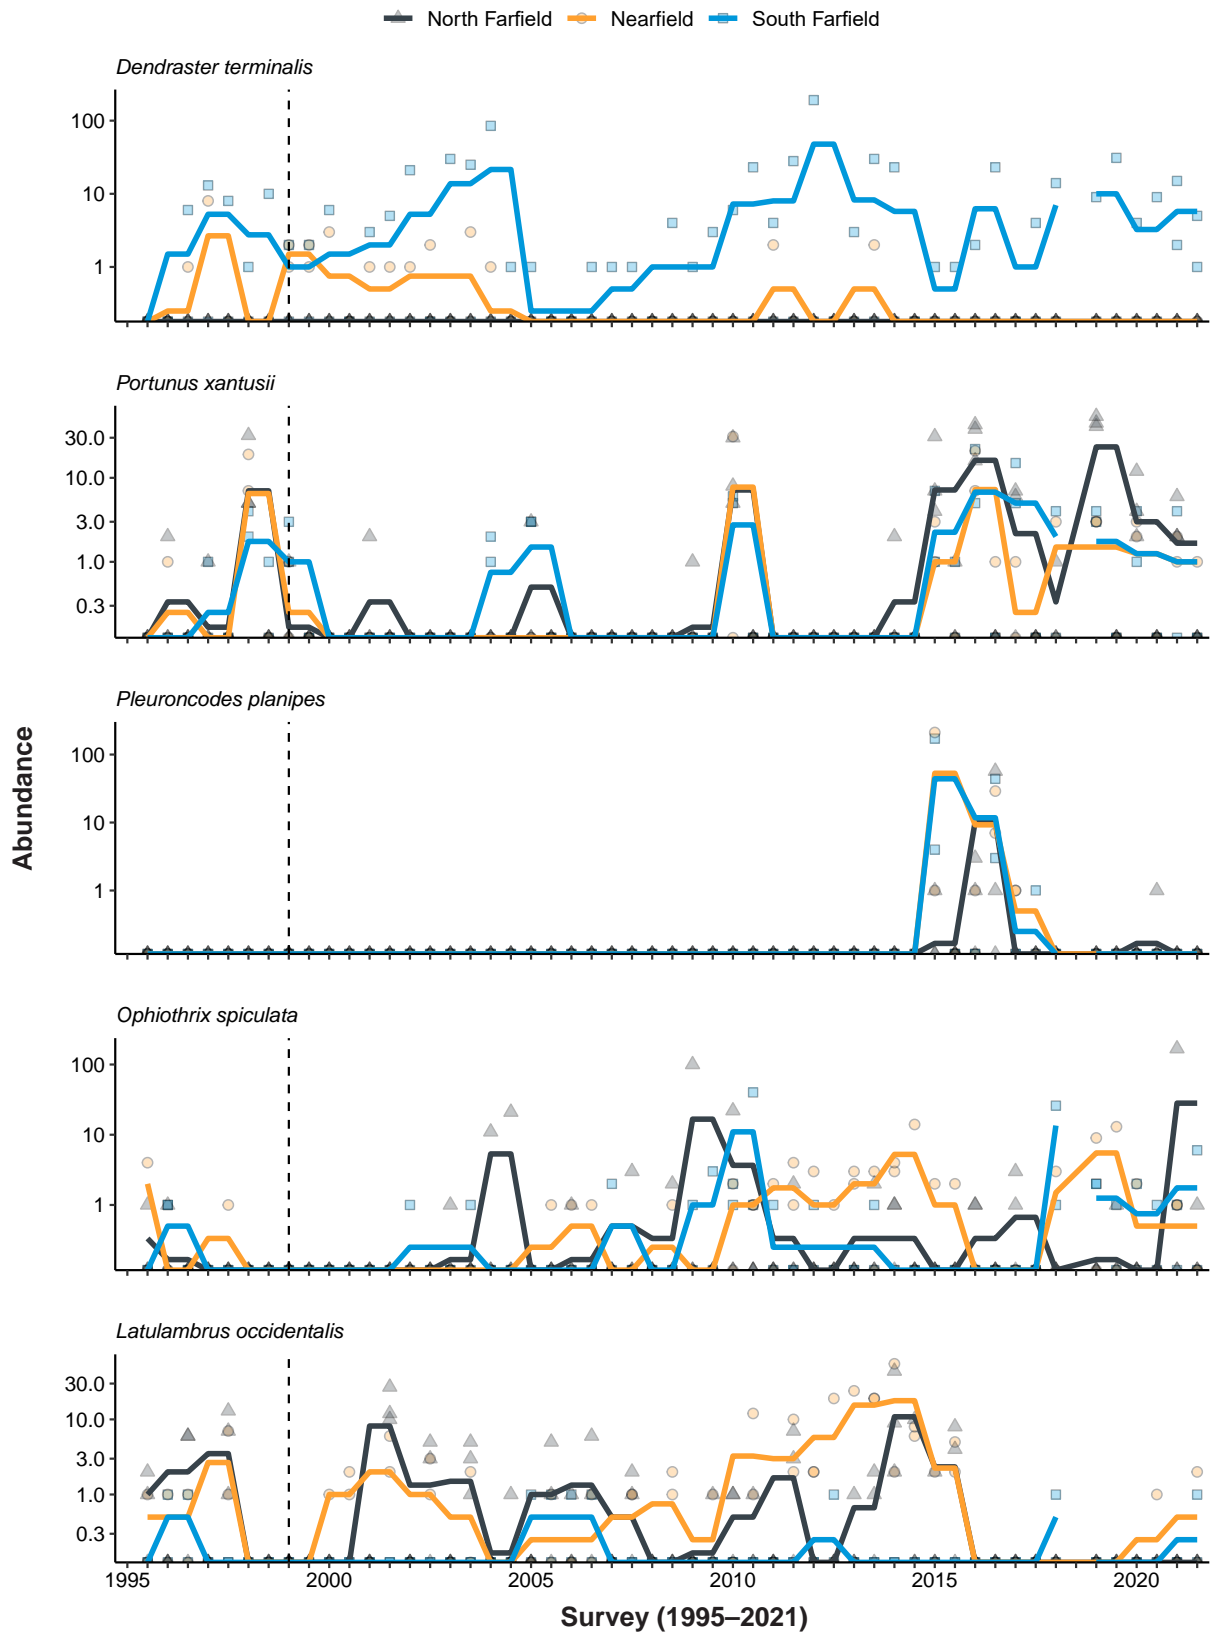 North Farfield Nearfield South Farfield
Dendraster terminalis
100
10
1
Portunus xantusii
30.0
10.0
3.0
1.0
0.3
Pleuroncodes planipes
100
10
1
Abundance
Ophiothrix spiculata
100
10
1
Latulambrus occidentalis
30.0
10.0
3.0
1.0
0.3
1995 2000 2005 2010 2015 2020
Survey (1995–2021)